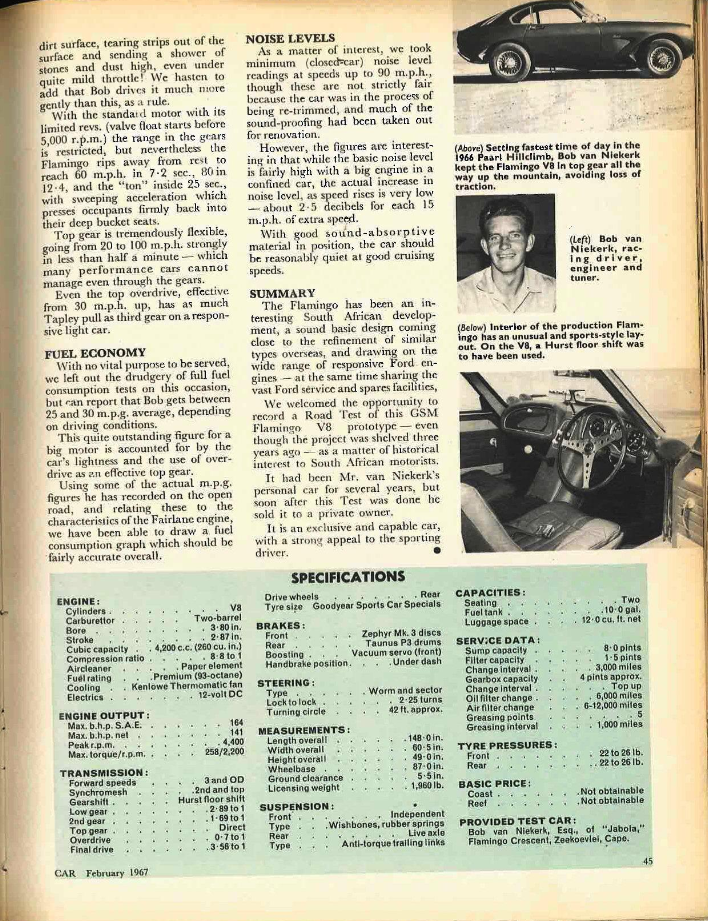 dirt surface, tearing strips out of the
surface and sending a shower of
stones and dust high, even under
quite mild throttle! We hasten to
add that Bob drives it much more
gently than this, as a rule.
With the standard motor with its
limited revs. (valve float starts before
5,000 r.p.m.) the range in the gears
is restricted, but nevertheless the
Flamingo rips away from rest to
reach 60 m.p.h. in 7·2 sec., 80 in
12·4, and the "ton" inside 25 sec.,
with sweeping acceleration which
presses occupants firmly back into
their deep bucket seats.
Top gear is tremendously flexible,
going from 20 to 100 m.p.h. strongly
in less than half a minute — which
many performance cars cannot
manage even through the gears.
Even the top overdrive, effective
from 30 m.p.h. up, has as much
Tapley pull as third gear on a respon-
sive light car.
FUEL ECONOMY
With no vital purpose to be served,
we left out the drudgery of full fuel
consumption tests on this occasion,
but can report that Bob gets between
25 and 30 m.p.g. average, depending
on driving conditions.
This quite outstanding figure for a
big motor is accounted for by the
car's lightness and the use of over-
drive as an effective top gear.
Using some of the actual m.p.g.
figures he has recorded on the open
road, and relating these to the
characteristics of the Fairlane engine,
we have been able to draw a fuel
consumption graph which should be
fairly accurate overall.
NOISE LEVELS
As a matter of interest, we took
minimum (closed-car) noise level
readings at speeds up to 90 m.p.h.,
though these are not strictly fair
because the car was in the process of
being re-trimmed, and much of the
sound-proofing had been taken out
for renovation.
However, the figures are interest-
ing in that while the basic noise level
is fairly high with a big engine in a
confined car, the actual increase in
noise level, as speed rises is very low
— about 2·5 decibels for each 15
m.p.h. of extra speed.
With good sound-absorptive
material in position, the car should
be reasonably quiet at good cruising
speeds.
SUMMARY
The Flamingo has been an in-
teresting South African develop-
ment, a sound basic design coming
close to the refinement of similar
types overseas, and drawing on the
wide range of responsive Ford en-
gines — at the same time sharing the
vast Ford service and spares facilities,
We welcomed the opportunity to
record a Road Test of this GSM
Flamingo V8 prototype — even
though the project was shelved three
years ago — as a matter of historical
interest to South African motorists.
It had been Mr. van Niekerk's
personal car for several years, but
soon after this Test was done he
sold it to a private owner.
It is an exclusive and capable car,
with a strong appeal to the sporting
driver.
(Above) Setting fastest time of day in the
1966 Paarl Hillclimb, Bob van Niekerk
kept the Flamingo V8 in top gear all the
way up the mountain, avoiding loss of
traction.
(Left) Bob van
Niekerk, rac-
ing driver,
engineer and
tuner.
(Below) Interior of the production Flam-
ingo has an unusual and sports-style lay-
out. On the V8, a Hurst floor shift was
to have been used.
SPECIFICATIONS
ENGINE:
Cylinders . . . . . . . V8
Carburettor . . . Two-barrel
Bore . . . . . . . 3·80 in.
Stroke . . . . . . . 2·87 in.
Cubic capacity . 4,200 c.c. (260 cu. in.)
Compression ratio . . . 8·8 to 1
Aircleaner . . . . Paper element
Fuel rating . . Premium (93-octane)
Cooling . Kenlowe Thermomatic fan
Electrics . . . . . 12-volt DC
ENGINE OUTPUT:
Max. b.h.p. S.A.E. . . . . 164
Max. b.h.p. net . . . . . 141
Peak r.p.m. . . . . . 4,400
Max. torque/r.p.m. . . . 258/2,200
TRANSMISSION:
Forward speeds . . . 3 and OD
Synchromesh . . . 2nd and top
Gearshift . . . Hurst floor shift
Low gear . . . . . 2·89 to 1
2nd gear . . . . . 1·69 to 1
Top gear . . . . . Direct
Overdrive . . . . . 0·7 to 1
Final drive . . . . . 3·56 to 1
Drive wheels . . . . . Rear
Tyre size Goodyear Sports Car Specials
BRAKES:
Front . . . Zephyr Mk. 3 discs
Rear . . . Taunus P3 drums
Boosting . . Vacuum servo (front)
Handbrake position . . . Under dash
STEERING:
Type . . . . Worm and sector
Lock to lock . . . . 2·25 turns
Turning circle . . . 42 ft. approx.
MEASUREMENTS:
Length overall . . . . 148·0 in.
Width overall . . . . 60·5 in.
Height overall . . . . 49·0 in.
Wheelbase . . . . 87·0 in.
Ground clearance . . . . 5·5 in.
Licensing weight . . . . 1,960 lb.
SUSPENSION:
Front . . . . . Independent
Type . . . Wishbones, rubber springs
Rear . . . . . Live axle
Type . . . Anti-torque trailing links
CAPACITIES:
Seating . . . . . . Two
Fuel tank . . . . . 10·0 gal.
Luggage space . . . 12·0 cu. ft. net
SERVICE DATA:
Sump capacity . . . . 8·0 pints
Filter capacity . . . . 1·5 pints
Change interval . . . 3,000 miles
Gearbox capacity . 4 pints approx.
Change interval . . . . Top up
Oil filter change . . . 6,000 miles
Air filter change . 6-12,000 miles
Greasing points . . . . . 5
Greasing interval . . . 1,000 miles
TYRE PRESSURES:
Front . . . . . 22 to 26 lb.
Rear . . . . . 22 to 26 lb.
BASIC PRICE:
Coast . . . . Not obtainable
Reef . . . . Not obtainable
PROVIDED TEST CAR:
Bob van Niekerk, Esq., of "Jabola,"
Flamingo Crescent, Zeekoevlei, Cape.
CAR February 1967
45